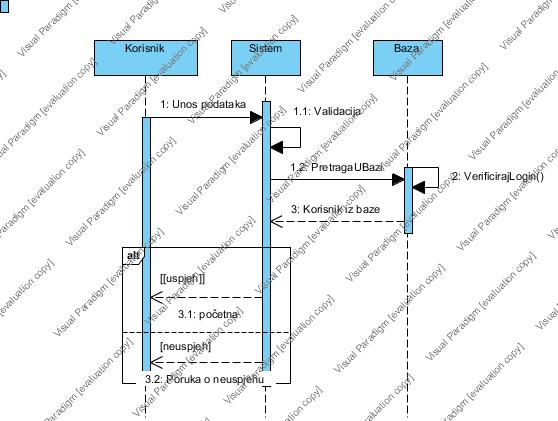 Korisnik
Sistem
Baza
1: Unos podataka
1.1: Validacija
1.2: PretragaUBazi
2: VerificirajLogin()
3: Korisnik iz baze
alt
[[uspjeh]]
3.1: početna
[neuspjeh]
3.2: Poruka o neuspjehu
Visual Paradigm [evaluation copy]